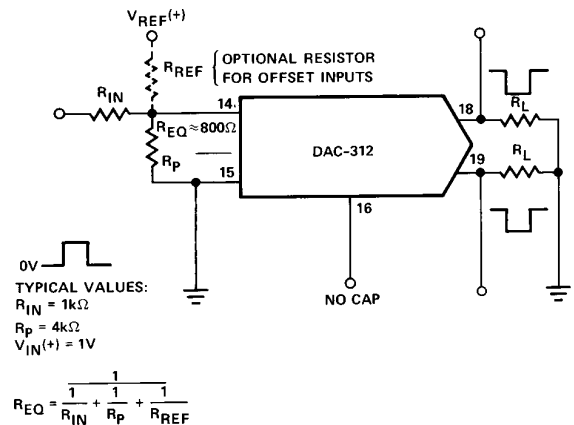 VREF(+)
RREF { OPTIONAL RESISTOR
FOR OFFSET INPUTS
RIN
14
REQ ≈ 800Ω
RP
15
DAC-312
18
RL
19
RL
16
NO CAP
0V
TYPICAL VALUES:
RIN = 1kΩ
RP = 4kΩ
VIN(+) = 1V
REQ = 1 / (1/RIN + 1/RP + 1/RREF)